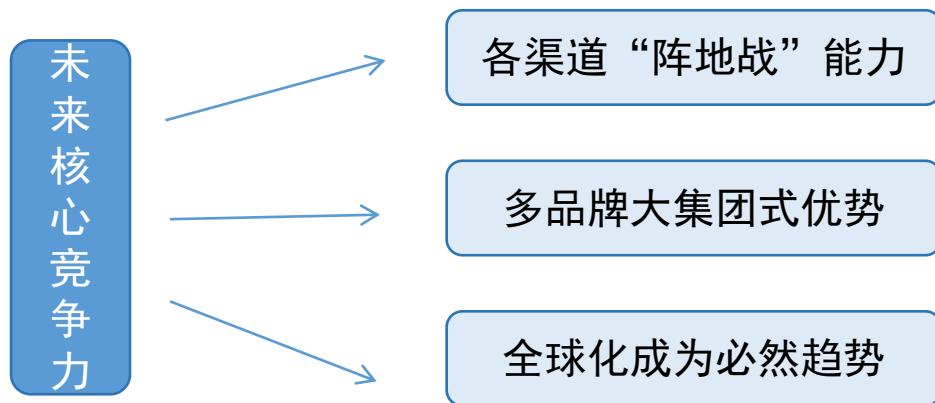 未来核心竞争力
各渠道“阵地战”能力
多品牌大集团式优势
全球化成为必然趋势